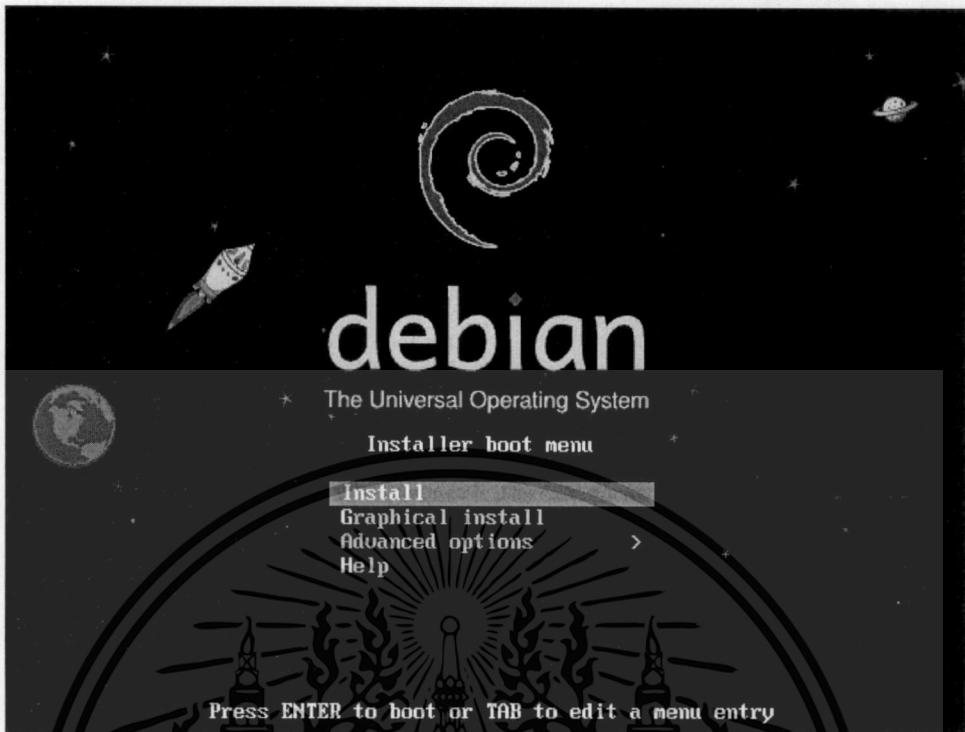 debian
The Universal Operating System
Installer boot menu
Install
Graphical install
Advanced options >
Help
Press ENTER to boot or TAB to edit a menu entry